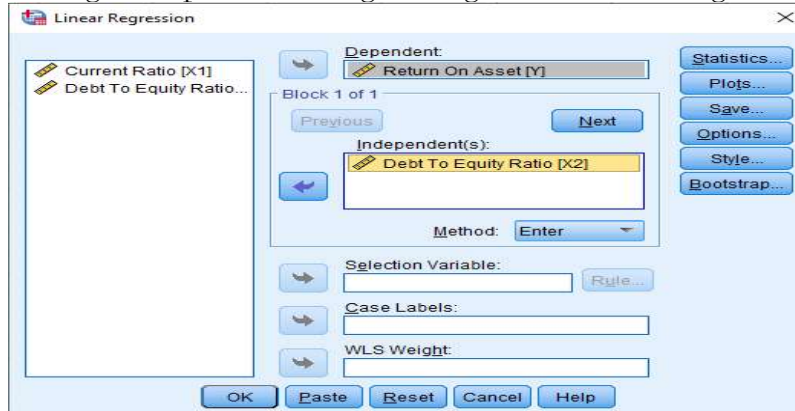 Linear Regression
Current Ratio [X1]
Debt To Equity Ratio...
Dependent:
Return On Asset [Y]
Block 1 of 1
Previous
Next
Independent(s):
Debt To Equity Ratio [X2]
Method: Enter
Selection Variable:
Rule...
Case Labels:
WLS Weight:
Statistics...
Plots...
Save...
Options...
Style...
Bootstrap...
OK Paste Reset Cancel Help